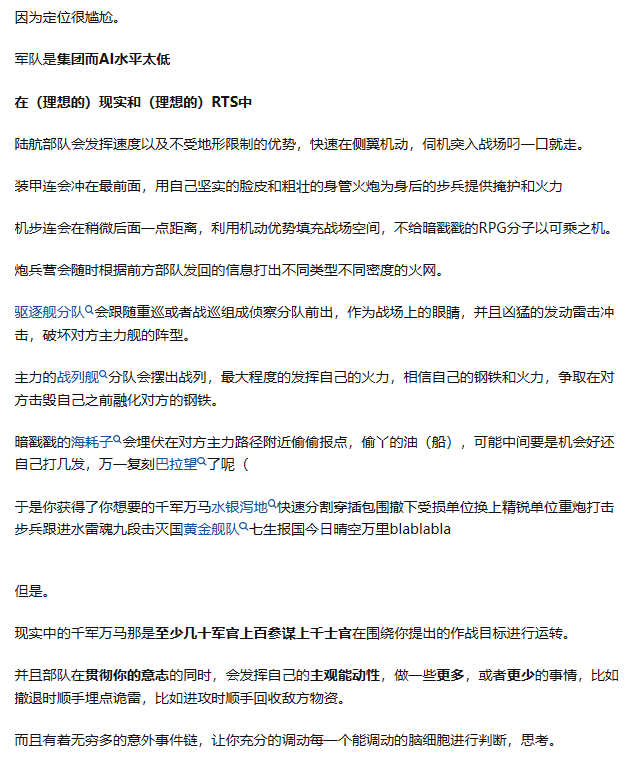 因为定位很尴尬。
军队是集团而AI水平太低
在（理想的）现实和（理想的）RTS中
陆航部队会发挥速度以及不受地形限制的优势，快速在侧翼机动，伺机突入战场叼一口就走。
装甲连会冲在最前面，用自己坚实的脸皮和粗壮的身管火炮为身后的步兵提供掩护和火力
机步连会在稍微后面一点距离，利用机动优势填充战场空间，不给暗戳戳的RPG分子以可乘之机。
炮兵营会随时根据前方部队发回的信息打出不同类型不同密度的火网。
驱逐舰分队会跟随重巡或者战巡组成侦察分队前出，作为战场上的眼睛，并且凶猛的发动雷击冲
击，破坏对方主力舰的阵型。
主力的战列舰分队会摆出战列，最大程度的发挥自己的火力，相信自己的钢铁和火力，争取在对
方击毁自己之前融化对方的钢铁。
暗戳戳的海耗子会埋伏在对方主力路径附近偷偷报点，偷丫的油（船），可能中间要是机会好还
自己打几发，万一复刻巴拉望了呢（
于是你获得了你想要的千军万马水银泻地快速分割穿插包围撤下受损单位换上精锐单位重炮打击
步兵跟进水雷魂九段击灭国黄金舰队七生报国今日晴空万里blablabla
但是。
现实中的千军万马那是至少几十军官上百参谋上千士官在围绕你提出的作战目标进行运转。
并且部队在贯彻你的意志的同时，会发挥自己的主观能动性，做一些更多，或者更少的事情，比如
撤退时顺手埋点诡雷，比如进攻时顺手回收敌方物资。
而且有着无穷多的意外事件链，让你充分的调动每一个能调动的脑细胞进行判断，思考。